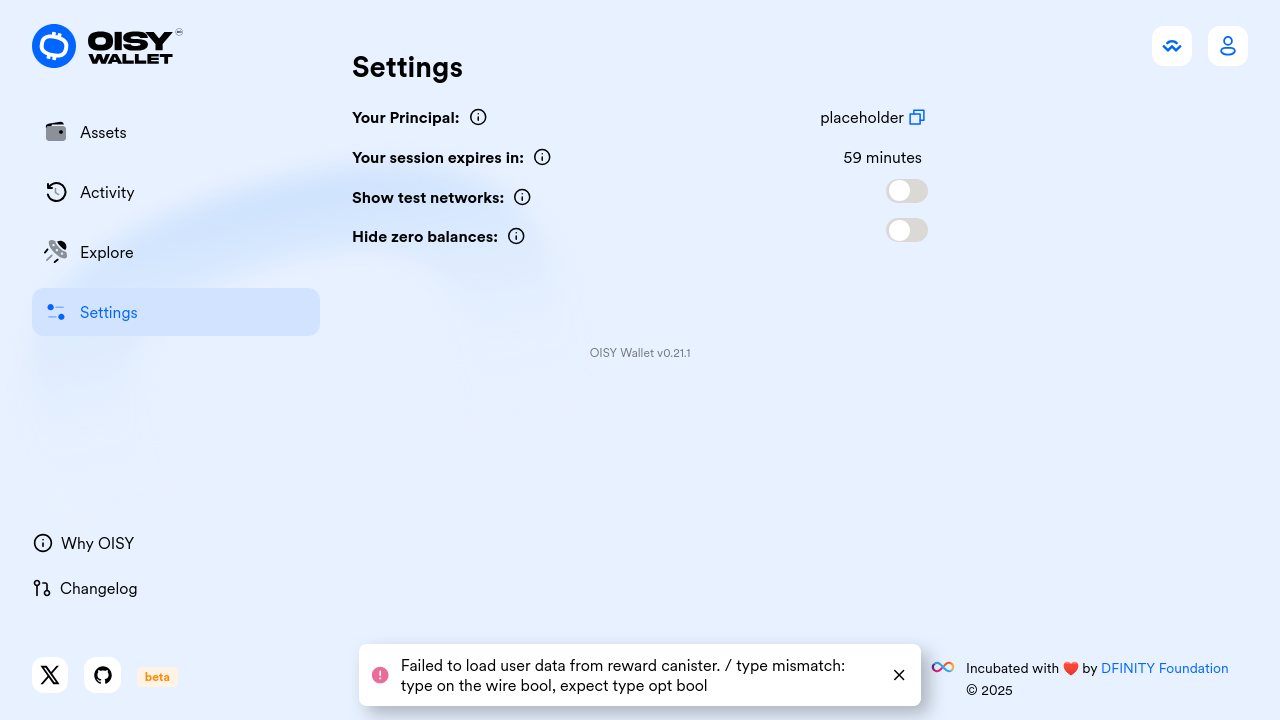 OISY
WALLET
Settings
Your Principal:
placeholder
Assets
Your session expires in:
59 minutes
Activity
Show test networks:
Hide zero balances:
Explore
Settings
OISY Wallet v0.21.1
Why OISY
Changelog
beta
Failed to load user data from reward canister. / type mismatch:
type on the wire bool, expect type opt bool
Incubated with ❤️ by DFINITY Foundation
© 2025